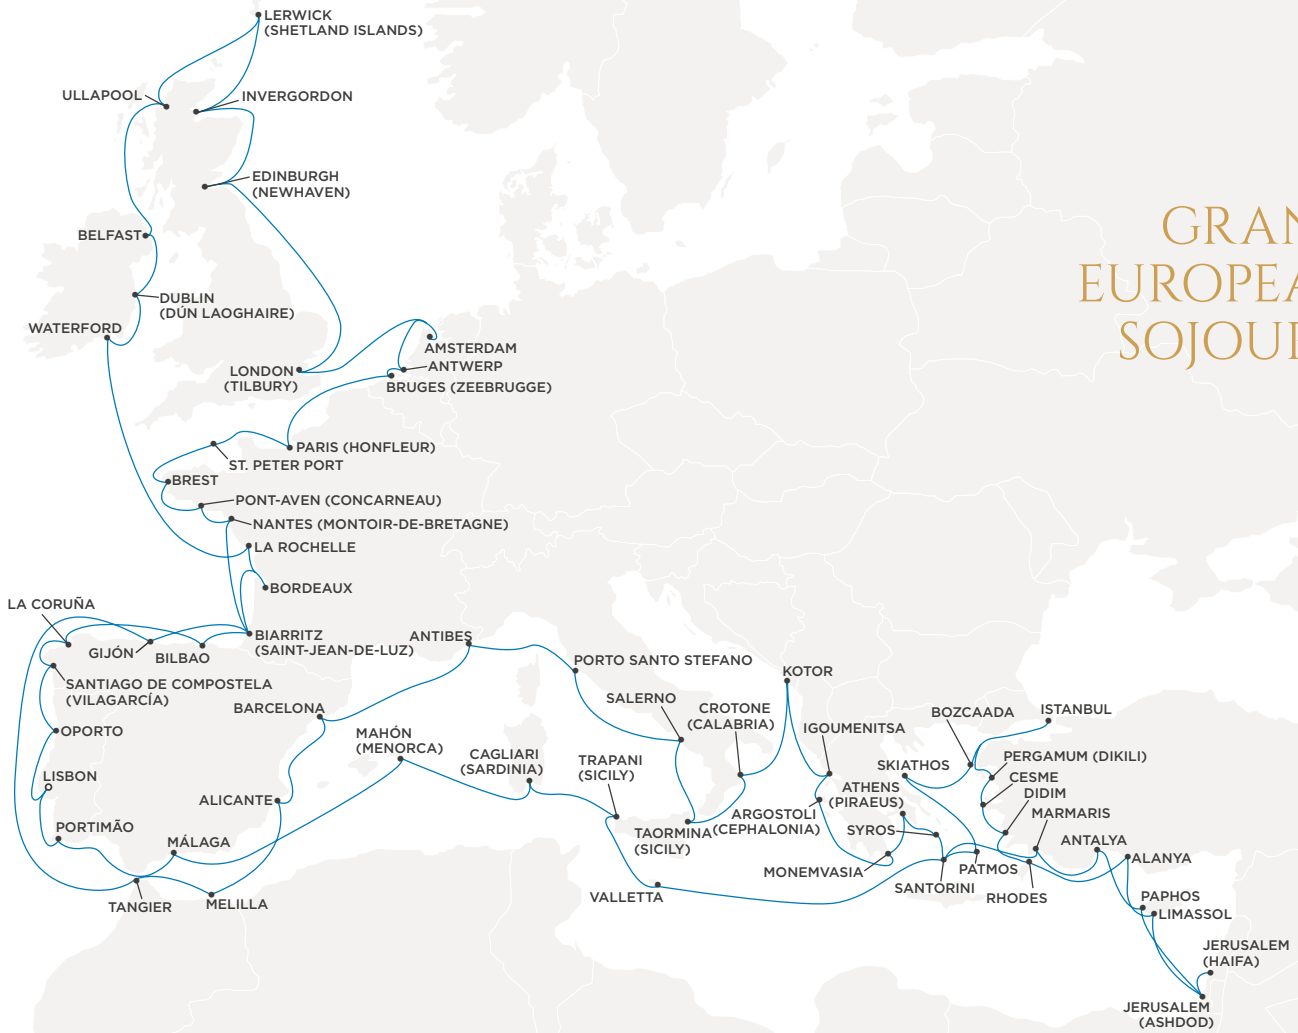 LERWICK
(SHETLAND ISLANDS)
ULLAPOOL
INVERGORDON
EDINBURGH
(NEWHAVEN)
BELFAST
DUBLIN
(DÚN LAOGHAIRE)
WATERFORD
GRAN
EUROPEA
SOJOU
AMSTERDAM
ANTWERP
LONDON
(TILBURY)
BRUGES (ZEEBRUGGE)
PARIS (HONFLEUR)
ST. PETER PORT
BREST
PONT-AVEN (CONCARNEAU)
NANTES (MONTOIR-DE-BRETAGNE)
LA ROCHELLE
BORDEAUX
LA CORUÑA
GIJÓN
BILBAO
BIARRITZ
(SAINT-JEAN-DE-LUZ)
ANTIBES
SANTIAGO DE COMPOSTELA
(VILAGARCÍA)
OPORTO
LISBON
PORTIMÃO
BARCELONA
MAHÓN
(MENORCA)
ALICANTE
MÁLAGA
TANGIER
MELILLA
PORTO SANTO STEFANO
SALERNO
CROTONE
(CALABRIA)
KOTOR
CAGLIARI
(SARDINIA)
TRAPANI
(SICILY)
TAORMINA
(SICILY)
VALLETTA
IGOUMENITSA
ARGOSTOLI
(CEPHALONIA)
SKIATHOS
ATHENS
(PIRAEUS)
SYROS
MONEMVASIA
SANTORINI
PATMOS
RHODES
BOZCAADA
ISTANBUL
PERGAMUM (DIKILI)
CESME
DIDIM
MARMARIS
ANTALYA
ALANYA
PAPHOS
LIMASSOL
JERUSALEM
(HAIFA)
JERUSALEM
(ASHDOD)